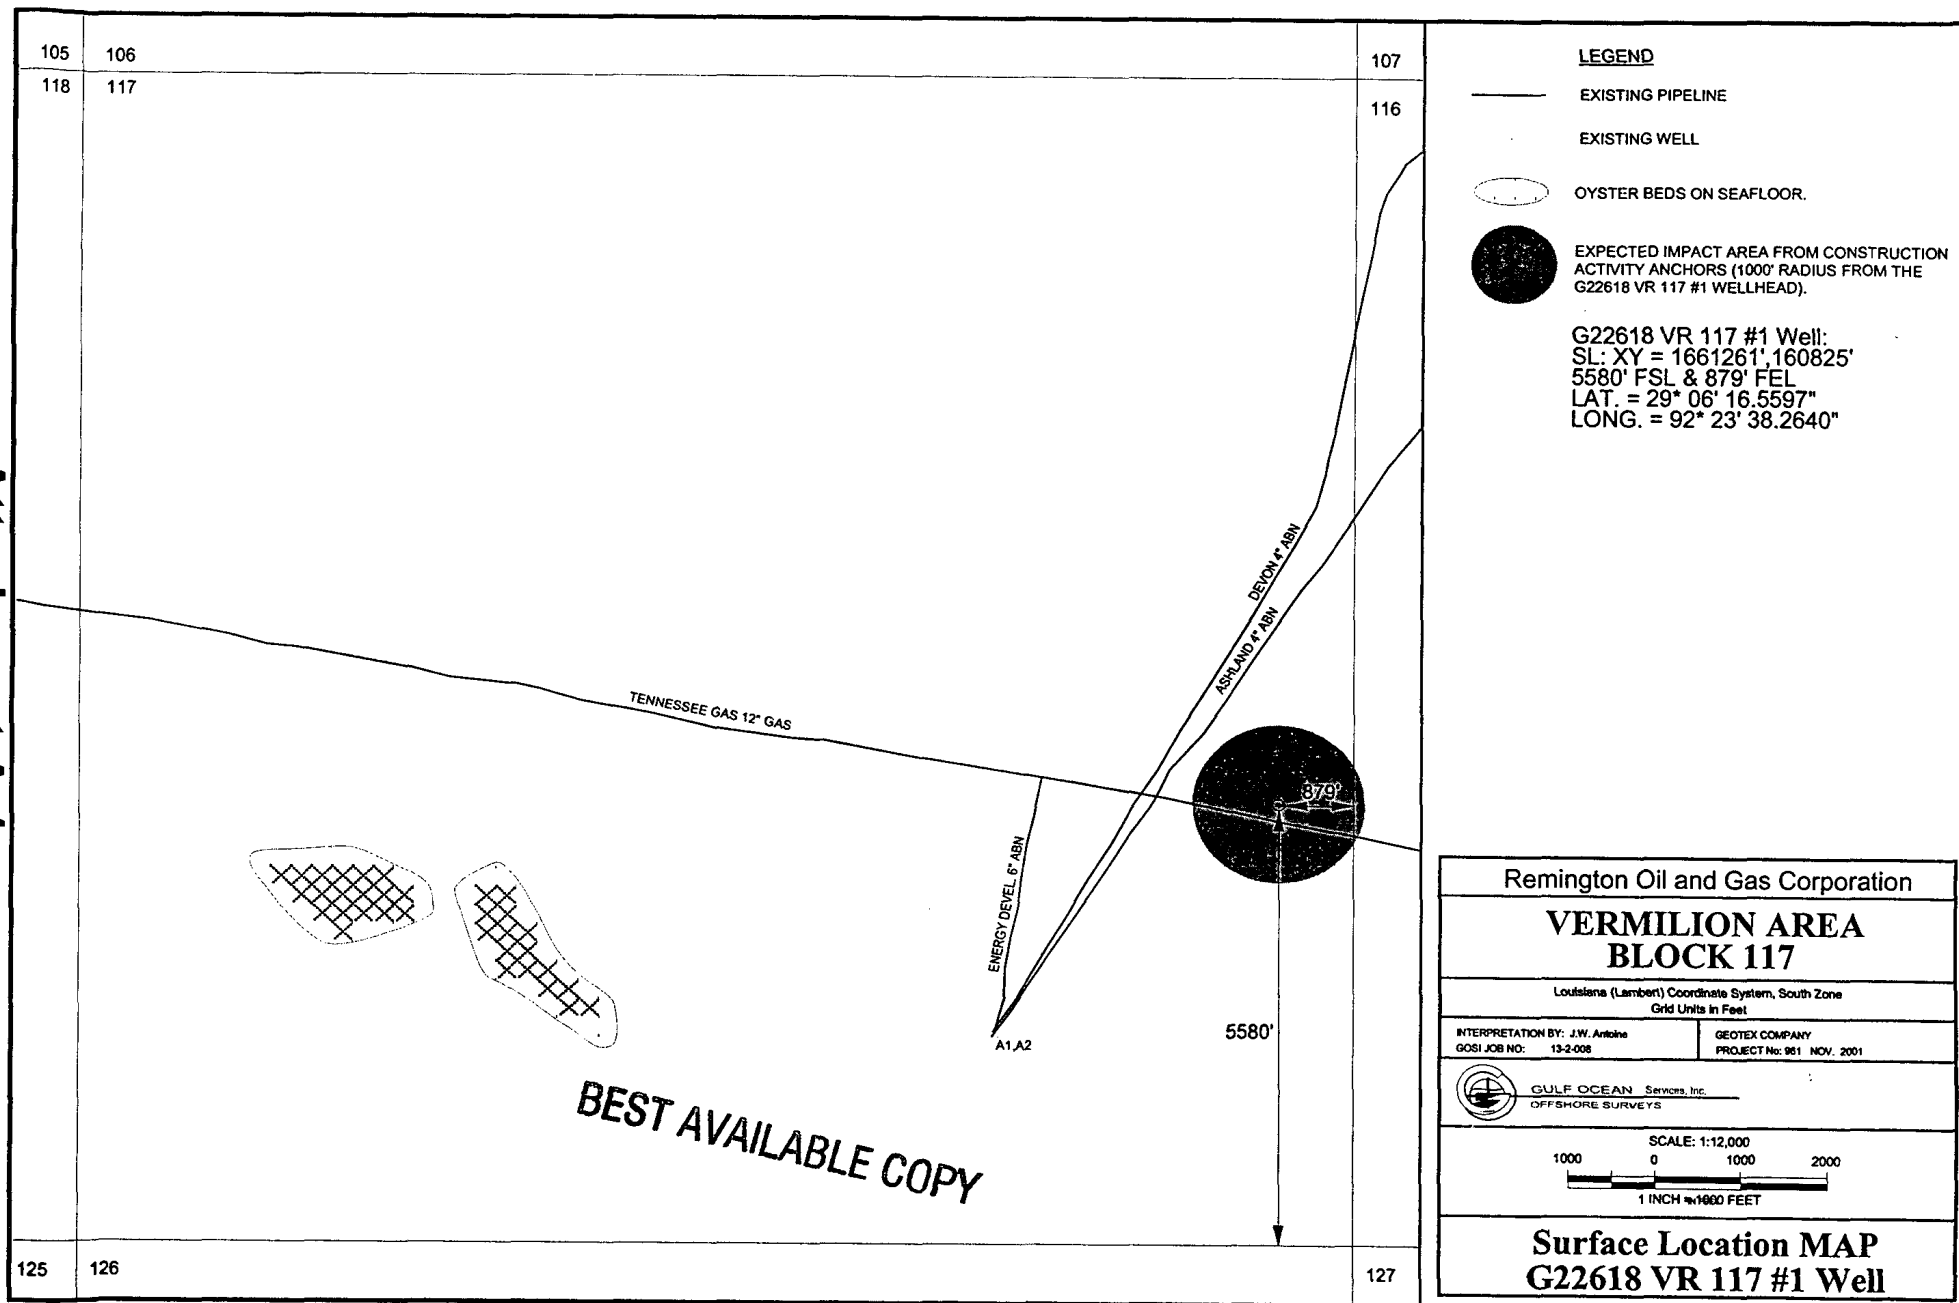 105 106
118 117
107
116
DEVON 4" ABN
ASHLAND 4" ABN
TENNESSEE GAS 12" GAS
879'
ENERGY DEVEL. 6" ABN
A1,A2
5580'
BEST AVAILABLE COPY
125 126
127
LEGEND
EXISTING PIPELINE
EXISTING WELL
OYSTER BEDS ON SEAFLOOR.
EXPECTED IMPACT AREA FROM CONSTRUCTION
ACTIVITY ANCHORS (1000' RADIUS FROM THE
G22618 VR 117 #1 WELLHEAD).
G22618 VR 117 #1 Well:
SL: XY = 1661261',160825'
5580' FSL & 879' FEL
LAT. = 29* 06' 16.5597"
LONG. = 92* 23' 38.2640"
Remington Oil and Gas Corporation
VERMILION AREA
BLOCK 117
Louisiana (Lambert) Coordinate System, South Zone
Grid Units in Feet
INTERPRETATION BY: J.W. Antoine
GOSI JOB NO: 13-2-008
GEOTEX COMPANY
PROJECT No: 981 NOV. 2001
GULF OCEAN Services, Inc.
OFFSHORE SURVEYS
SCALE: 1:12,000
1000 0 1000 2000
1 INCH = 1000 FEET
Surface Location MAP
G22618 VR 117 #1 Well